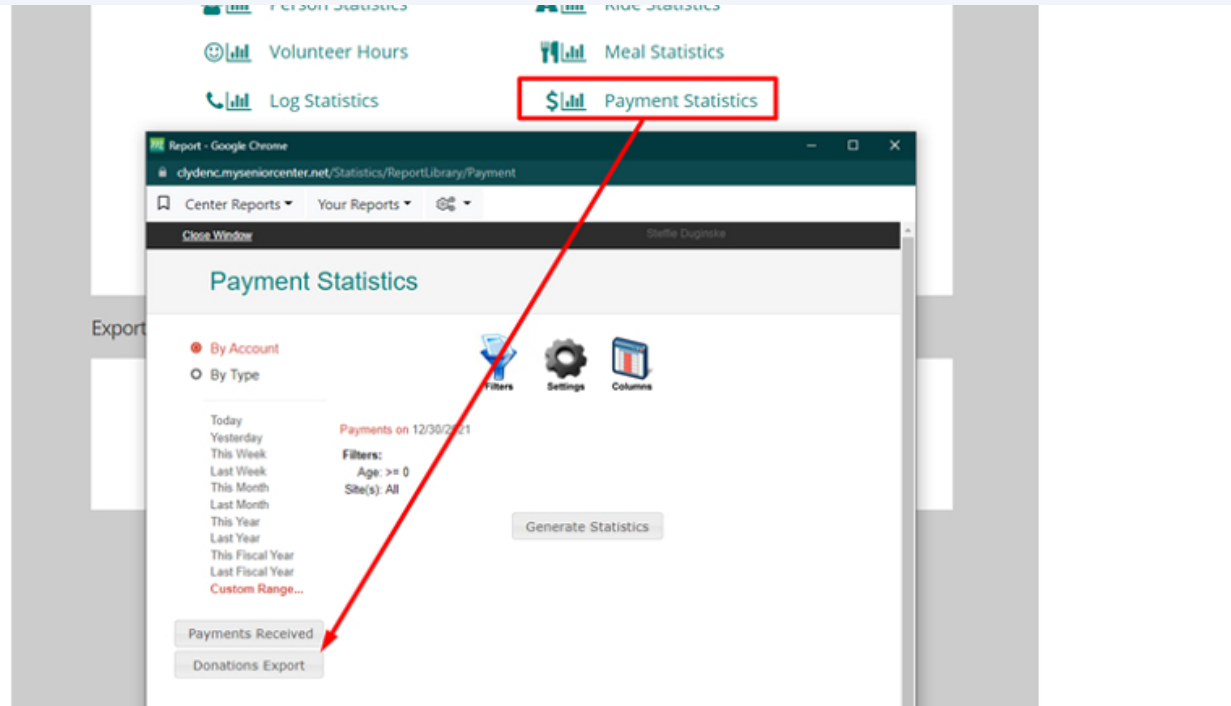 Person Statistics
Ride Statistics
Volunteer Hours
Meal Statistics
Log Statistics
Payment Statistics
Report - Google Chrome
clydenc.myseniorcenter.net/Statistics/ReportLibrary/Payment
Center Reports
Your Reports
Close Window
Steffie Duginske
Payment Statistics
Export
By Account
By Type
Filters
Settings
Columns
Today
Yesterday
This Week
Last Week
This Month
Last Month
This Year
Last Year
This Fiscal Year
Last Fiscal Year
Custom Range...
Payments on 12/30/2021
Filters:
Age: >= 0
Site(s): All
Generate Statistics
Payments Received
Donations Export